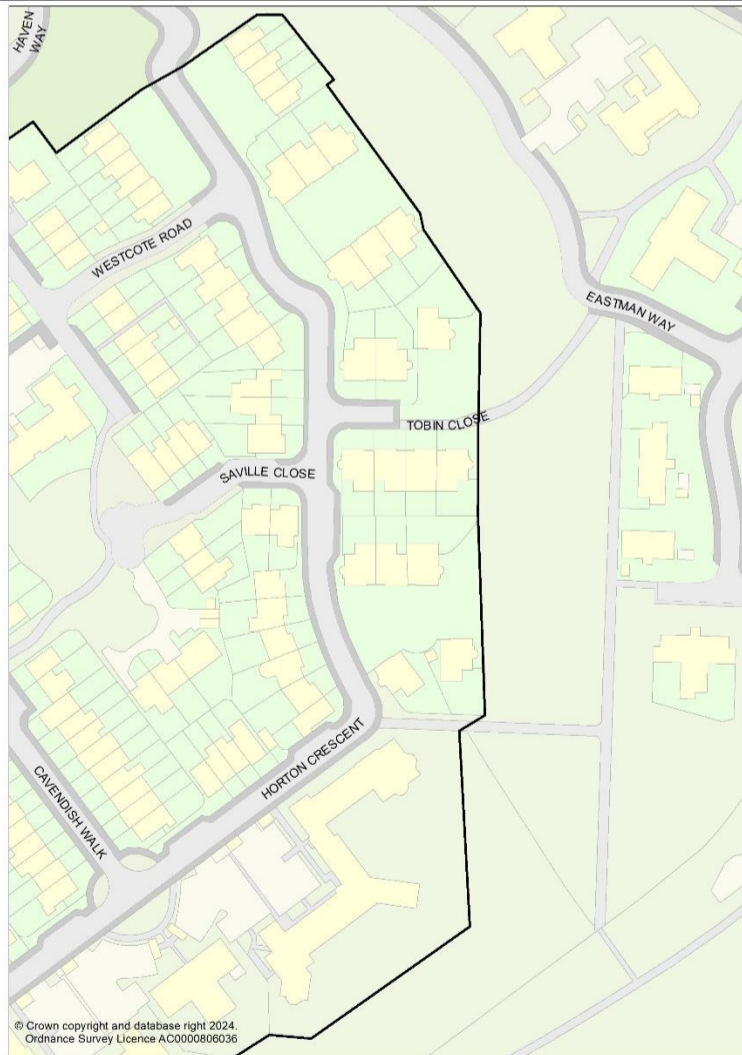 HAVEN
WAY
WESTCOTE ROAD
EASTMAN WAY
TOBIN CLOSE
SAVILLE CLOSE
HORTON CRESCENT
CAVENDISH WALK
© Crown copyright and database right 2024.
Ordnance Survey Licence AC0000806036